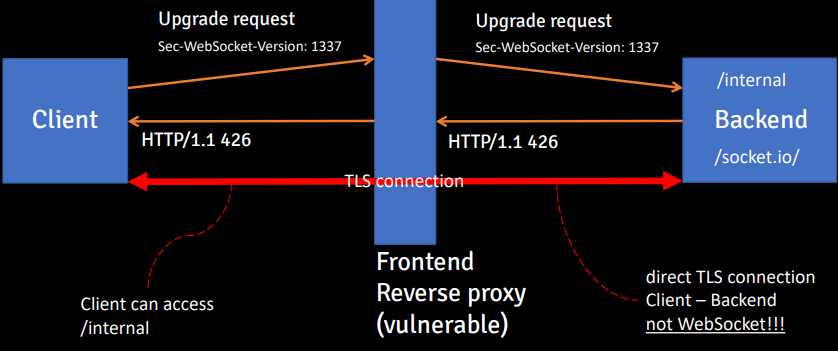 Upgrade request
Sec-WebSocket-Version: 1337
Upgrade request
Sec-WebSocket-Version: 1337
Client
/internal
Backend
/socket.io/
HTTP/1.1 426
HTTP/1.1 426
TLS connection
Frontend
Reverse proxy
(vulnerable)
Client can access
/internal
direct TLS connection
Client – Backend
not WebSocket!!!